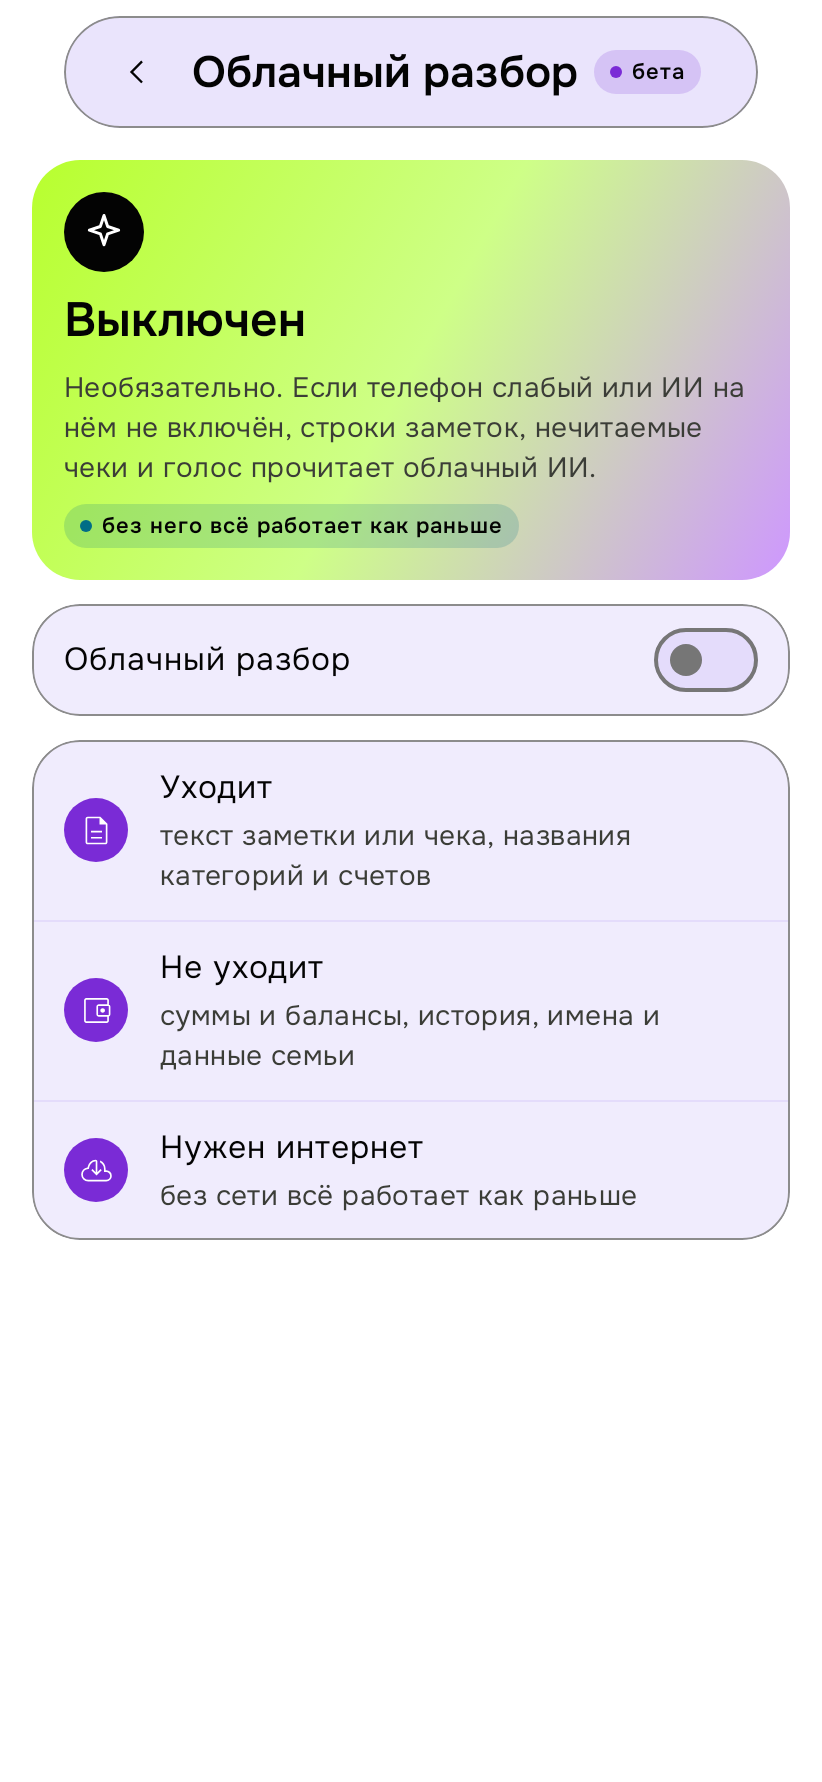 Облачный разбор
бета
Выключен
Необязательно. Если телефон слабый или ИИ на
нём не включён, строки заметок, нечитаемые
чеки и голос прочитает облачный ИИ.
без него всё работает как раньше
Облачный разбор
Уходит
текст заметки или чека, названия
категорий и счетов
Не уходит
суммы и балансы, история, имена и
данные семьи
Нужен интернет
без сети всё работает как раньше